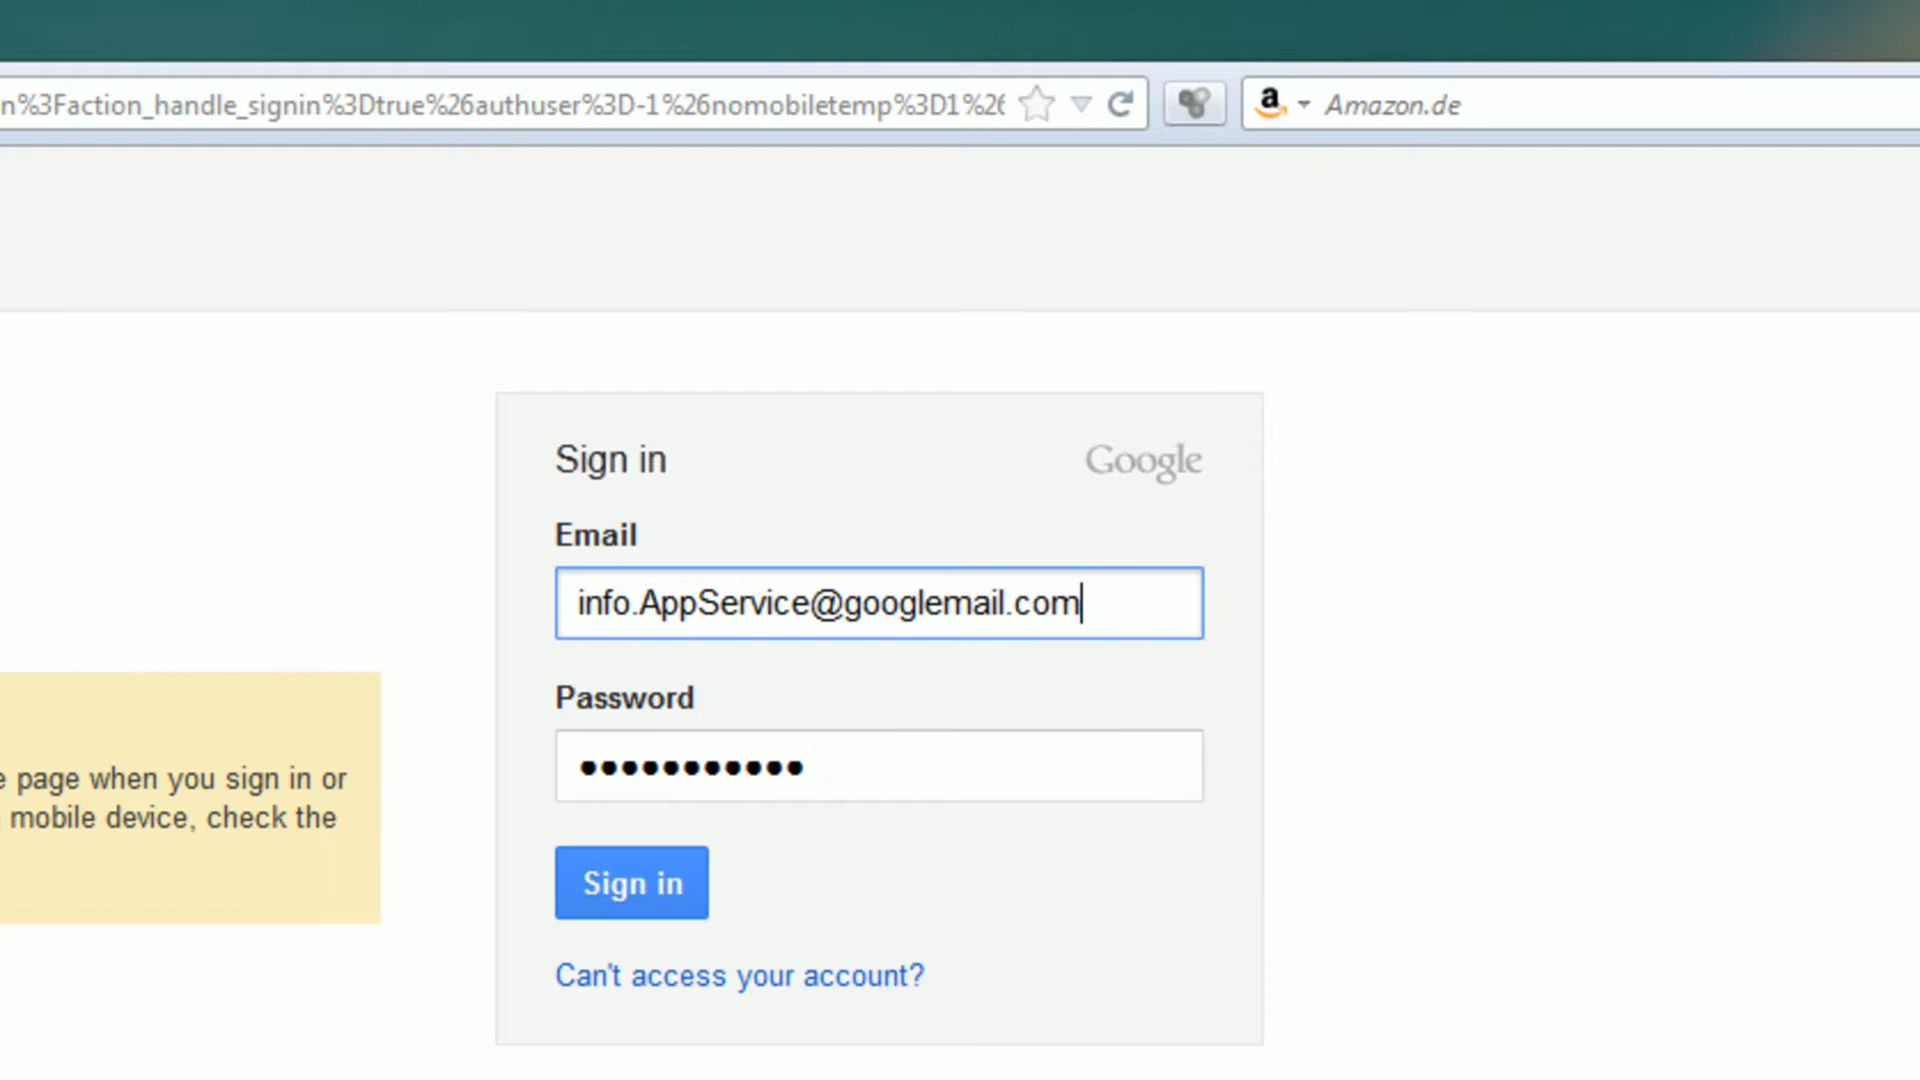 n%3Faction_handle_signin%3Dtrue%26authuser%3D-1%26nomobiletemp%3D1%26
a Amazon.de
Sign in
Google
Email
info.AppService@googlemail.com
Password
•••••••••••
page when you sign in or
mobile device, check the
Sign in
Can't access your account?